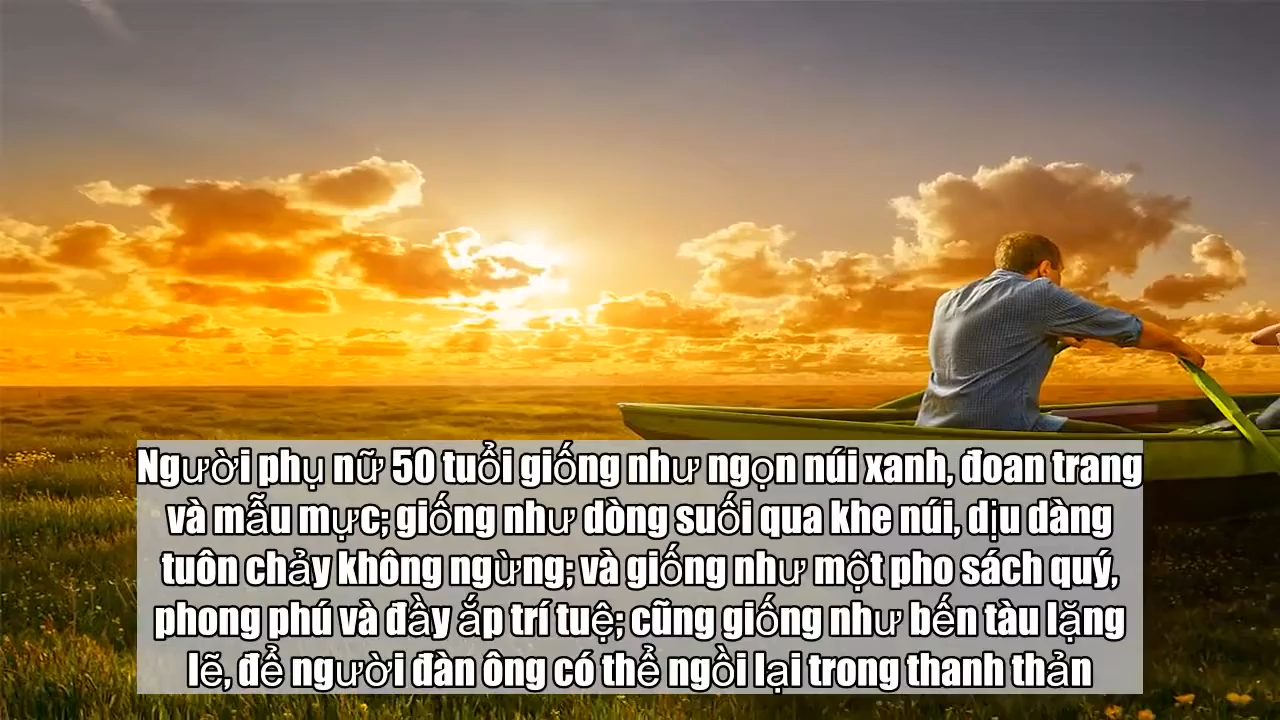 Người phụ nữ 50 tuổi giống như ngọn núi xanh, đoan trang
và mẫu mực; giống như dòng suối qua khe núi, dịu dàng
tuôn chảy không ngừng; và giống như một pho sách quý,
phong phú và đầy ắp trí tuệ; cũng giống như bến tàu lặng
lẽ, để người đàn ông có thể ngồi lại trong thanh thản